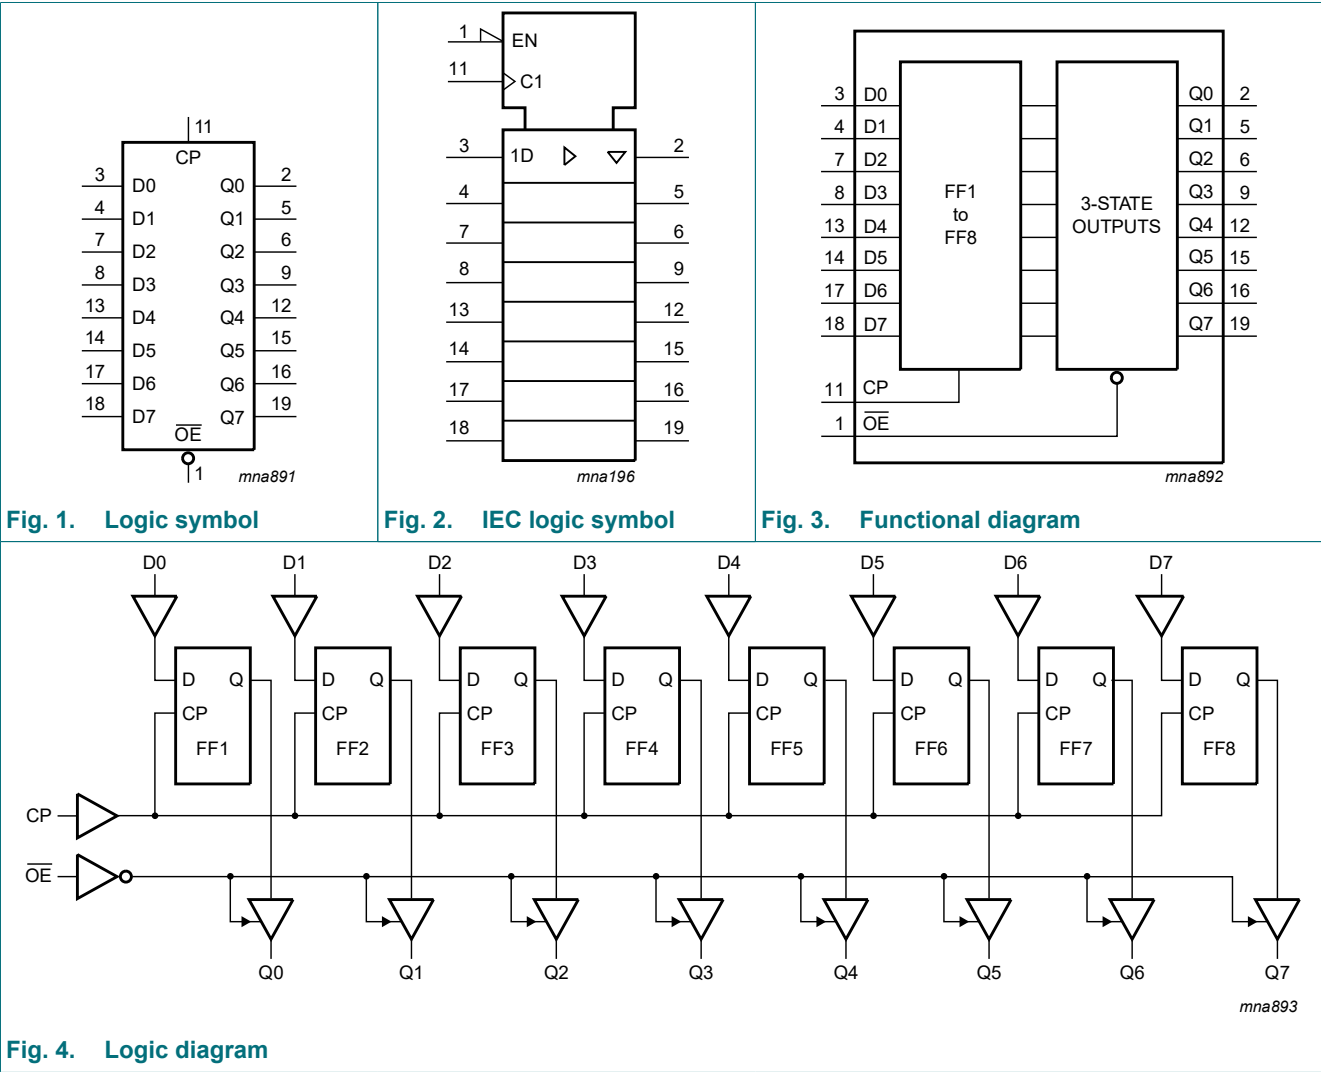 11
CP
3 D0 Q0 2
4 D1 Q1 5
7 D2 Q2 6
8 D3 Q3 9
13 D4 Q4 12
14 D5 Q5 15
17 D6 Q6 16
18 D7 Q7 19
OE
1
mna891
Fig. 1. Logic symbol
1 EN
11 C1
3 1D 2
4 5
7 6
8 9
13 12
14 15
17 16
18 19
mna196
Fig. 2. IEC logic symbol
3 D0 Q0 2
4 D1 Q1 5
7 D2 Q2 6
8 D3 Q3 9
13 D4 Q4 12
14 D5 Q5 15
17 D6 Q6 16
18 D7 Q7 19
FF1
to
FF8
3-STATE
OUTPUTS
11 CP
1 OE
mna892
Fig. 3. Functional diagram
D0 D1 D2 D3 D4 D5 D6 D7
D Q D Q D Q D Q D Q D Q D Q D Q
CP CP CP CP CP CP CP CP
FF1 FF2 FF3 FF4 FF5 FF6 FF7 FF8
CP
OE
Q0 Q1 Q2 Q3 Q4 Q5 Q6 Q7
mna893
Fig. 4. Logic diagram